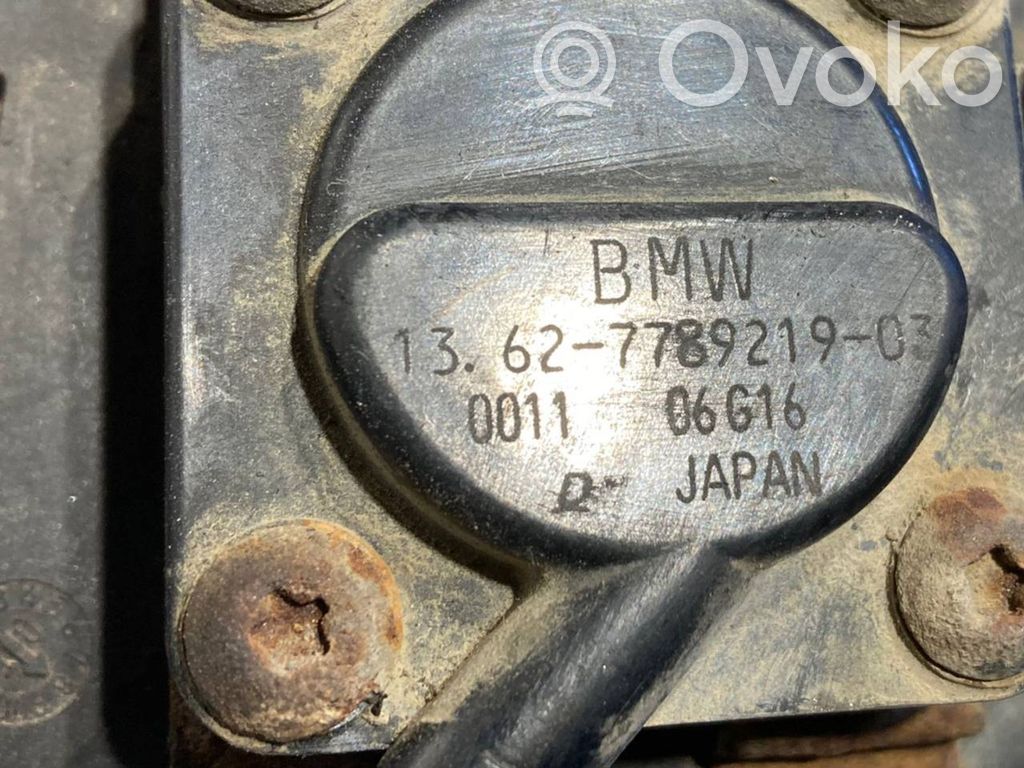 Ovoko
BMW
13.62-7789219-03
0011 06G16
JAPAN